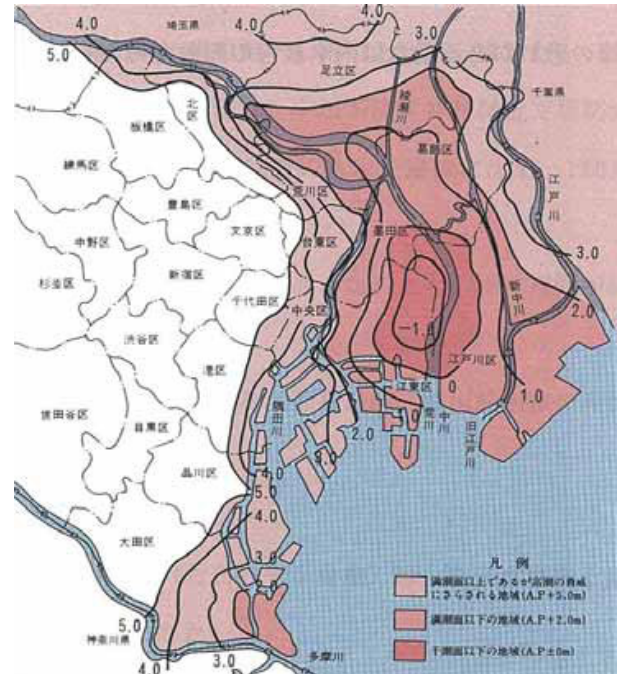 4.0
埼玉県
4.0
3.0
5.0
足立区
千葉県
北区
綾瀬川
板橋区
葛飾区
江戸川
練馬区
荒川区
豊島区
文京区
台東区
墨田区
中野区
3.0
新宿区
新中川
杉並区
千代田区
2.0
中央区
-1.0
渋谷区
港区
江戸川区
江東区
0
1.0
隅田川
荒川
中川
旧江戸川
世田谷区
目黒区
2.0
3.0
品川区
4.0
5.0
4.0
大田区
3.0
凡例
満潮面以上であるが高潮の脅威
にさらされる地域(A.P+5.0m)
満潮面以下の地域(A.P+2.0m)
5.0
干潮面以下の地域(A.P±0m)
神奈川県
3.0
多摩川
4.0